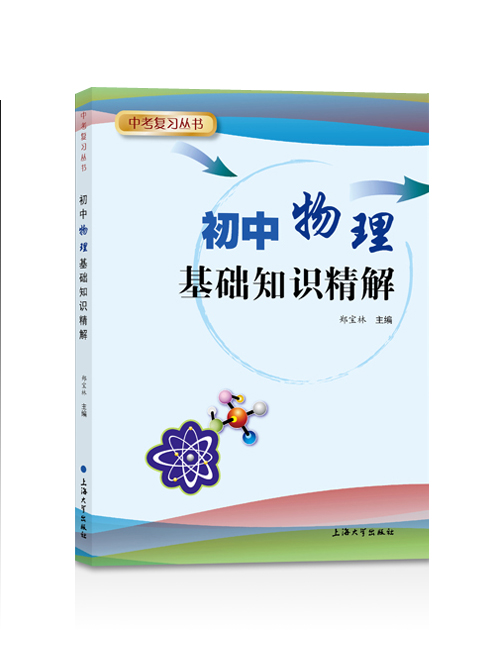 中考复习丛书
初中物理
基础知识精解
郑宝林 主编
上海大学出版社
中考复习丛书
初中物理基础知识精解
郑宝林 主编
上海大学出版社